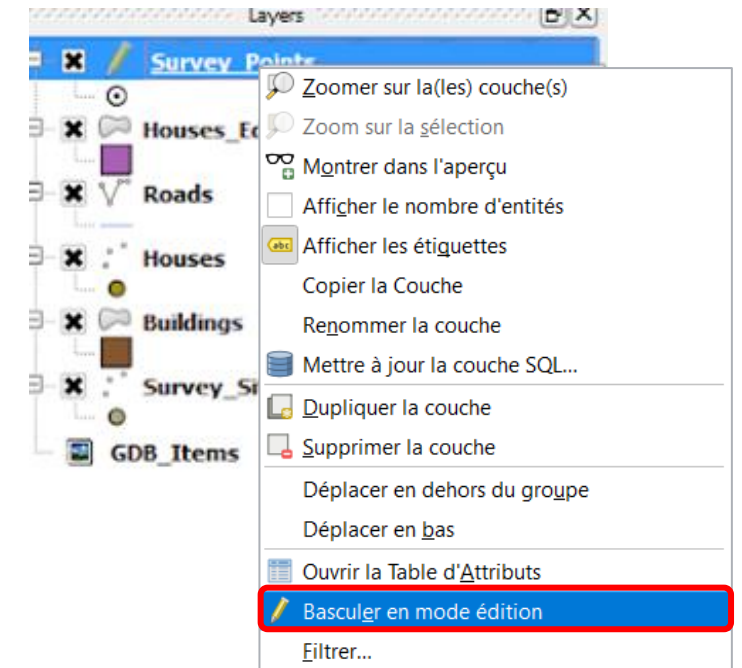 Layers
Survey_Points
Houses_Ed
Roads
Houses
Buildings
Survey_Si
GDB_Items
Zoomer sur la(les) couche(s)
Zoom sur la sélection
Montrer dans l'aperçu
Afficher le nombre d'entités
abc Afficher les étiquettes
Copier la Couche
Renommer la couche
Mettre à jour la couche SQL...
Dupliquer la couche
Supprimer la couche
Déplacer en dehors du groupe
Déplacer en bas
Ouvrir la Table d'Attributs
Basculer en mode édition
Filtrer...